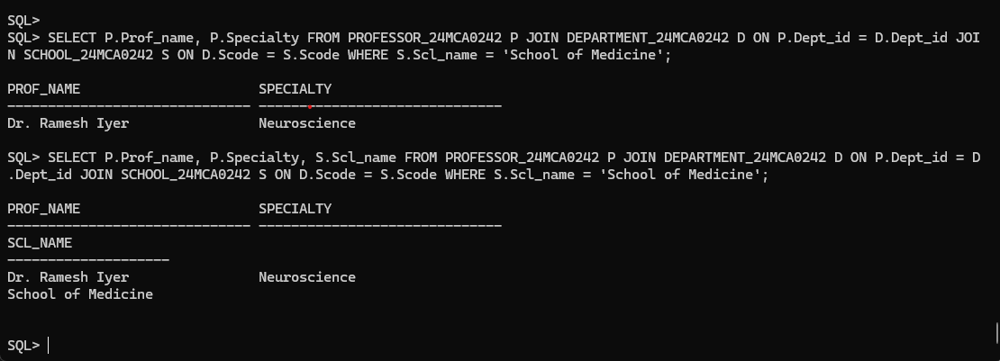 SQL>
SQL> SELECT P.Prof_name, P.Specialty FROM PROFESSOR_24MCA0242 P JOIN DEPARTMENT_24MCA0242 D ON P.Dept_id = D.Dept_id JOI
N SCHOOL_24MCA0242 S ON D.Scode = S.Scode WHERE S.Scl_name = 'School of Medicine';
PROF_NAME                      SPECIALTY
------------------------------ ------------------------------
Dr. Ramesh Iyer                Neuroscience
SQL> SELECT P.Prof_name, P.Specialty, S.Scl_name FROM PROFESSOR_24MCA0242 P JOIN DEPARTMENT_24MCA0242 D ON P.Dept_id = D
.Dept_id JOIN SCHOOL_24MCA0242 S ON D.Scode = S.Scode WHERE S.Scl_name = 'School of Medicine';
PROF_NAME                      SPECIALTY
------------------------------ ------------------------------
SCL_NAME
--------------------
Dr. Ramesh Iyer                Neuroscience
School of Medicine
SQL>